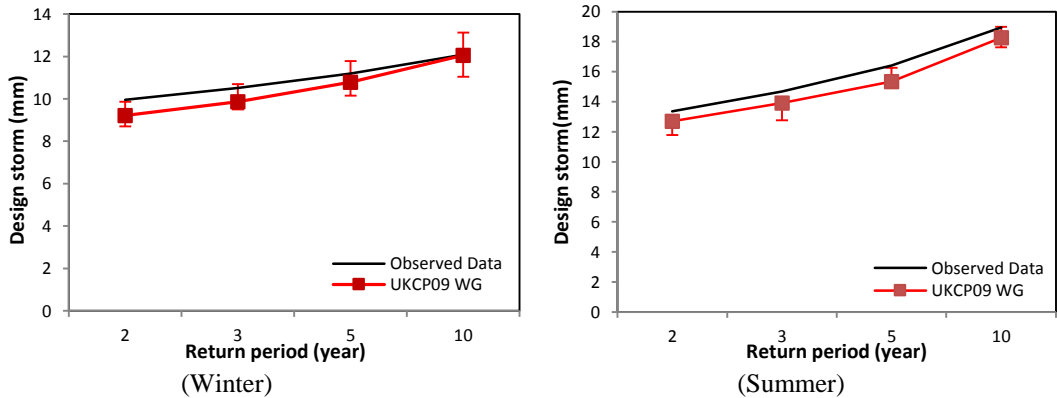 14
12
10
8
6
4
2
0
Design storm (mm)
Observed Data
UKCP09 WG
2 3 5 10
Return period (year)
(Winter)
20
18
16
14
12
10
8
6
4
2
0
Design storm(mm)
Observed Data
UKCP09 WG
2 3 5 10
Return period (year)
(Summer)